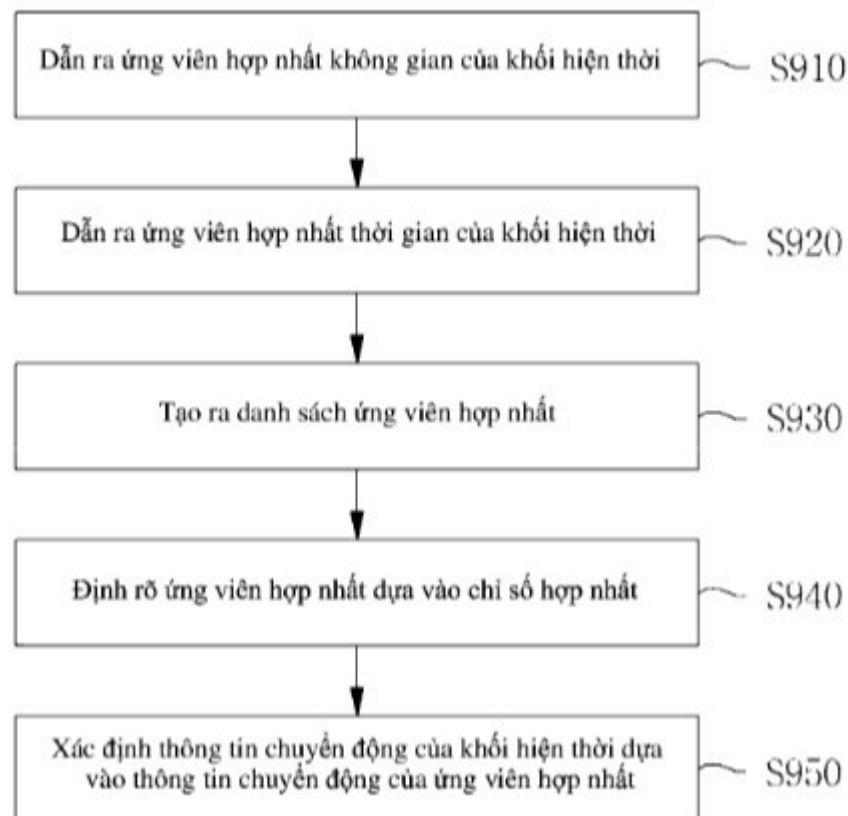 Dẫn ra ứng viên hợp nhất không gian của khối hiện thời
S910
Dẫn ra ứng viên hợp nhất thời gian của khối hiện thời
S920
Tạo ra danh sách ứng viên hợp nhất
S930
Định rõ ứng viên hợp nhất dựa vào chỉ số hợp nhất
S940
Xác định thông tin chuyển động của khối hiện thời dựa
vào thông tin chuyển động của ứng viên hợp nhất
S950